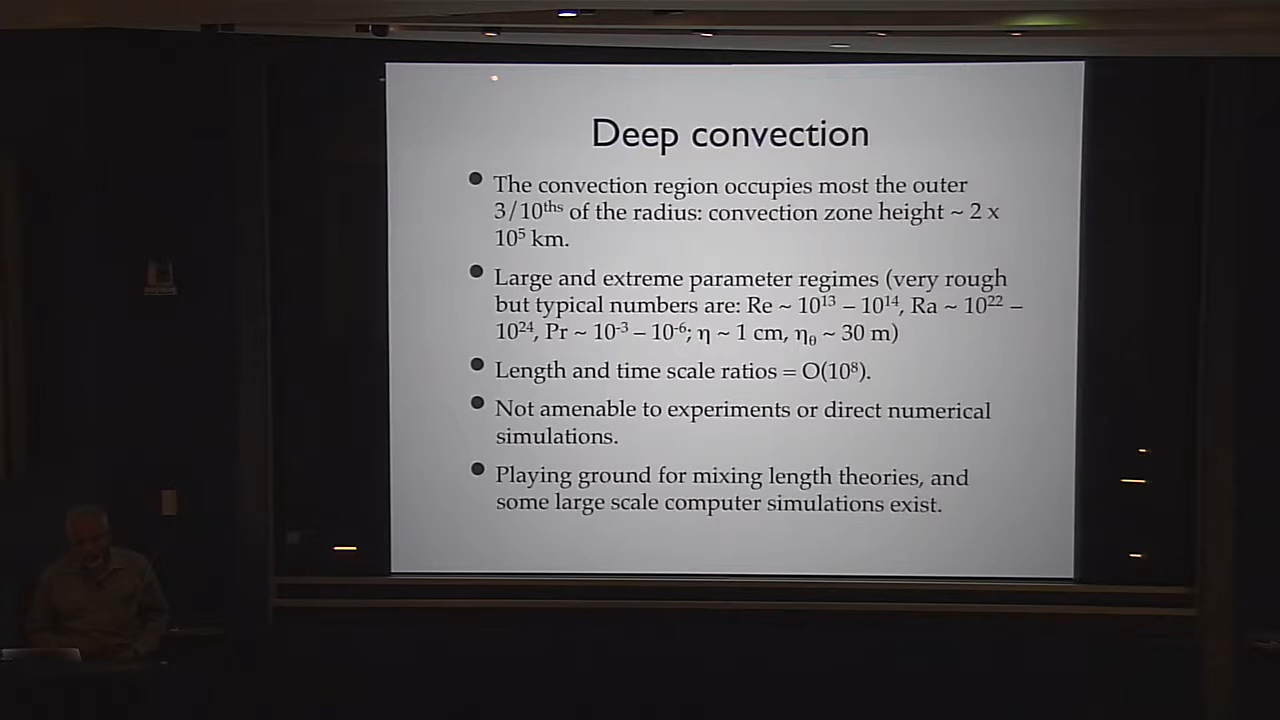 Deep convection
• The convection region occupies most the outer
3/10ths of the radius: convection zone height ~ 2 x
10⁵ km.
• Large and extreme parameter regimes (very rough
but typical numbers are: Re ~ 10¹³ – 10¹⁴, Ra ~ 10²² –
10²⁴, Pr ~ 10⁻³ – 10⁻⁶; η ~ 1 cm, ηθ ~ 30 m)
• Length and time scale ratios = O(10⁸).
• Not amenable to experiments or direct numerical
simulations.
• Playing ground for mixing length theories, and
some large scale computer simulations exist.